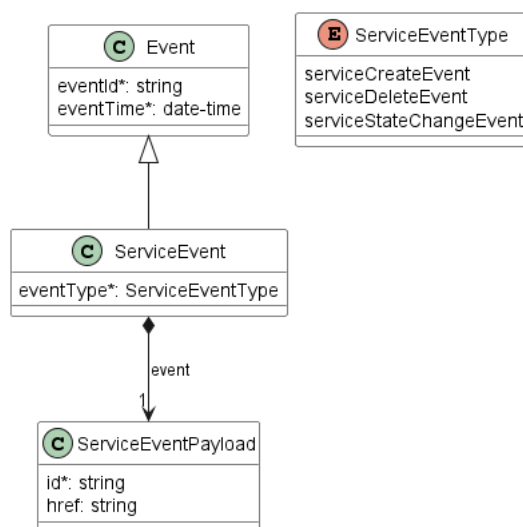 C Event
eventId*: string
eventTime*: date-time
E ServiceEventType
serviceCreateEvent
serviceDeleteEvent
serviceStateChangeEvent
C ServiceEvent
eventType*: ServiceEventType
event
1
C ServiceEventPayload
id*: string
href: string